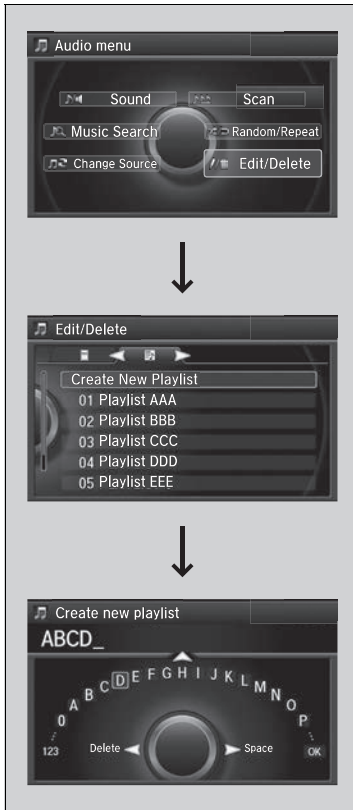 Audio menu
Sound Scan
Music Search Random/Repeat
Change Source Edit/Delete
Edit/Delete
Create New Playlist
01 Playlist AAA
02 Playlist BBB
03 Playlist CCC
04 Playlist DDD
05 Playlist EEE
Create new playlist
ABCD_
0 A B C D E F G H I J K L M N O P
123 Delete Space OK